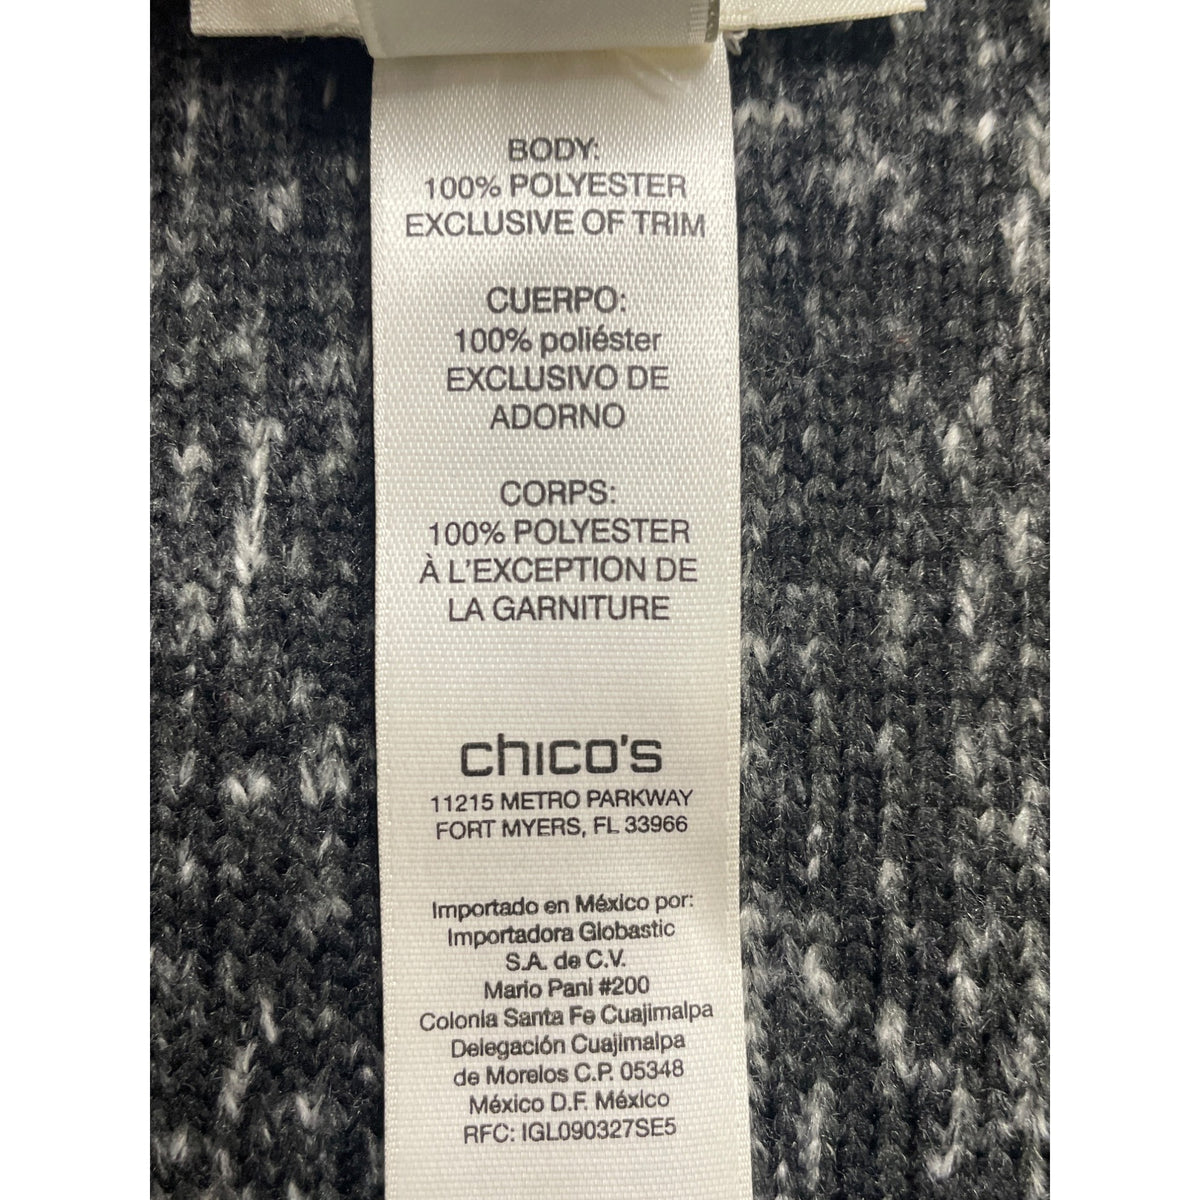 BODY:
100% POLYESTER
EXCLUSIVE OF TRIM
CUERPO:
100% poliéster
EXCLUSIVO DE
ADORNO
CORPS:
100% POLYESTER
À L'EXCEPTION DE
LA GARNITURE
chico's
11215 METRO PARKWAY
FORT MYERS, FL 33966
Importado en México por:
Importadora Globastic
S.A. de C.V.
Mario Pani #200
Colonia Santa Fe Cuajimalpa
Delegación Cuajimalpa
de Morelos C.P. 05348
México D.F. México
RFC: IGL090327SE5